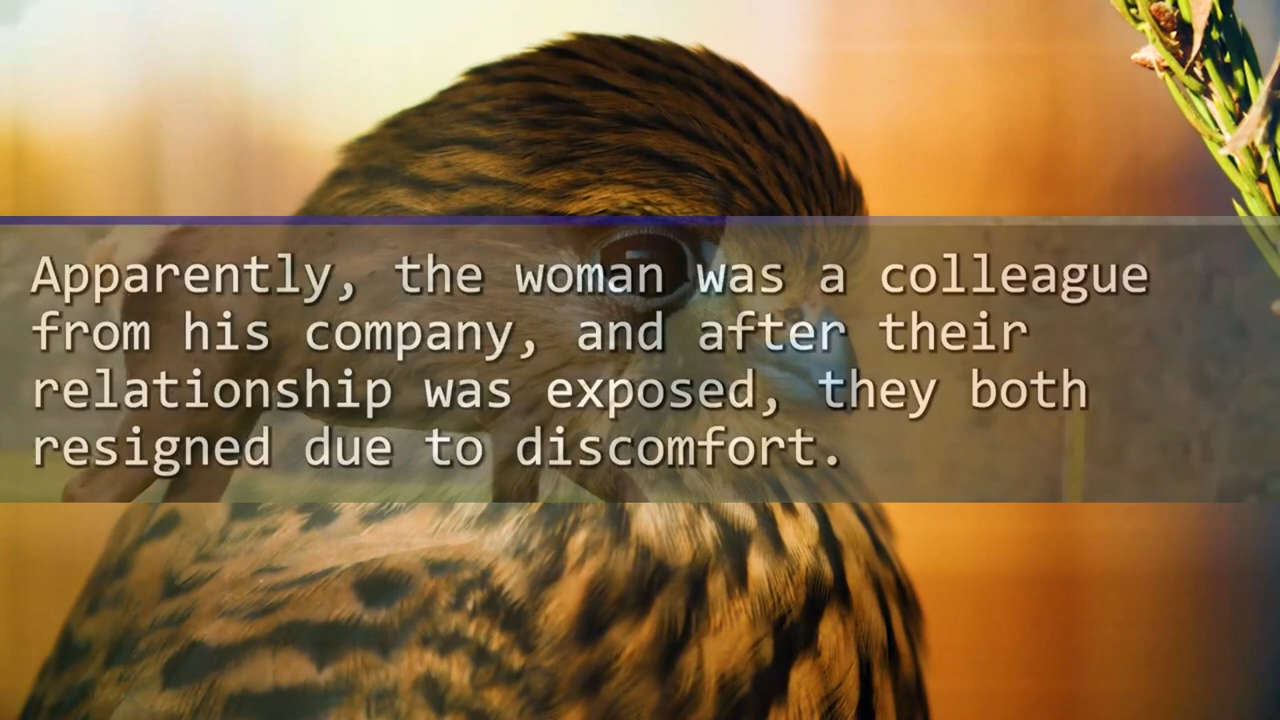 Apparently, the woman was a colleague
from his company, and after their
relationship was exposed, they both
resigned due to discomfort.